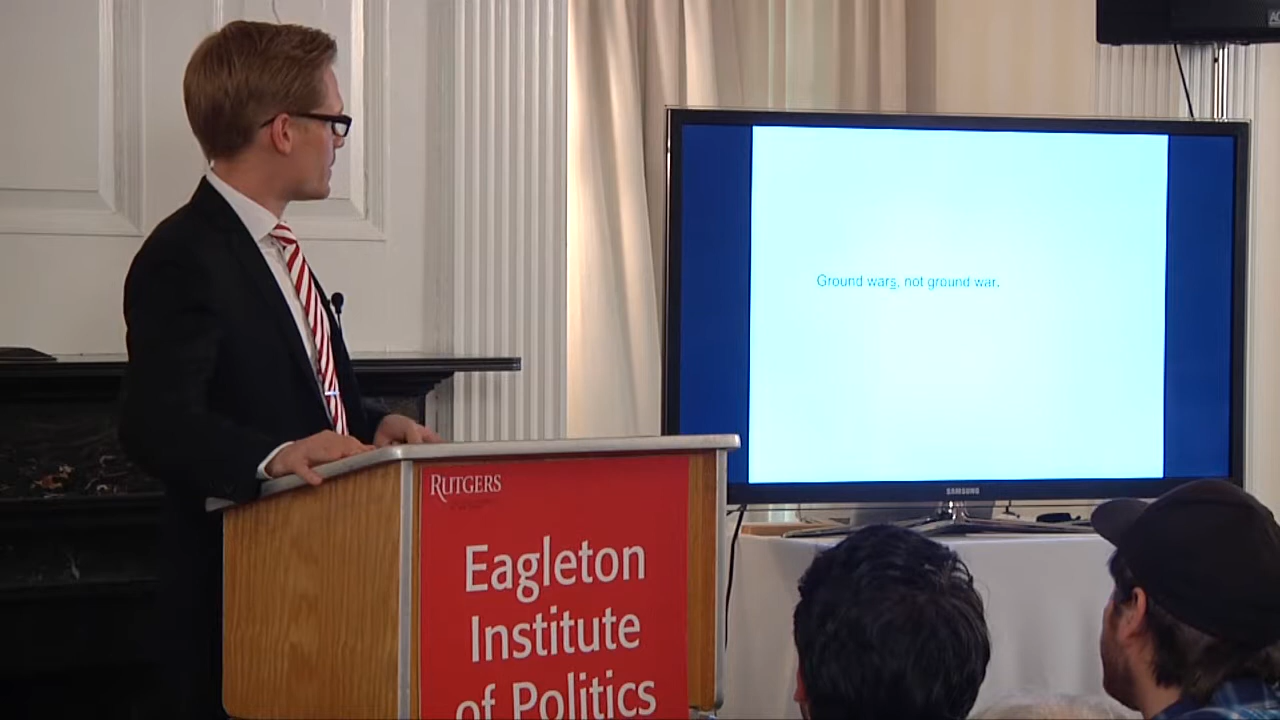 Ground wars, not ground war.
SAMSUNG
RUTGERS
Eagleton
Institute
of Politics